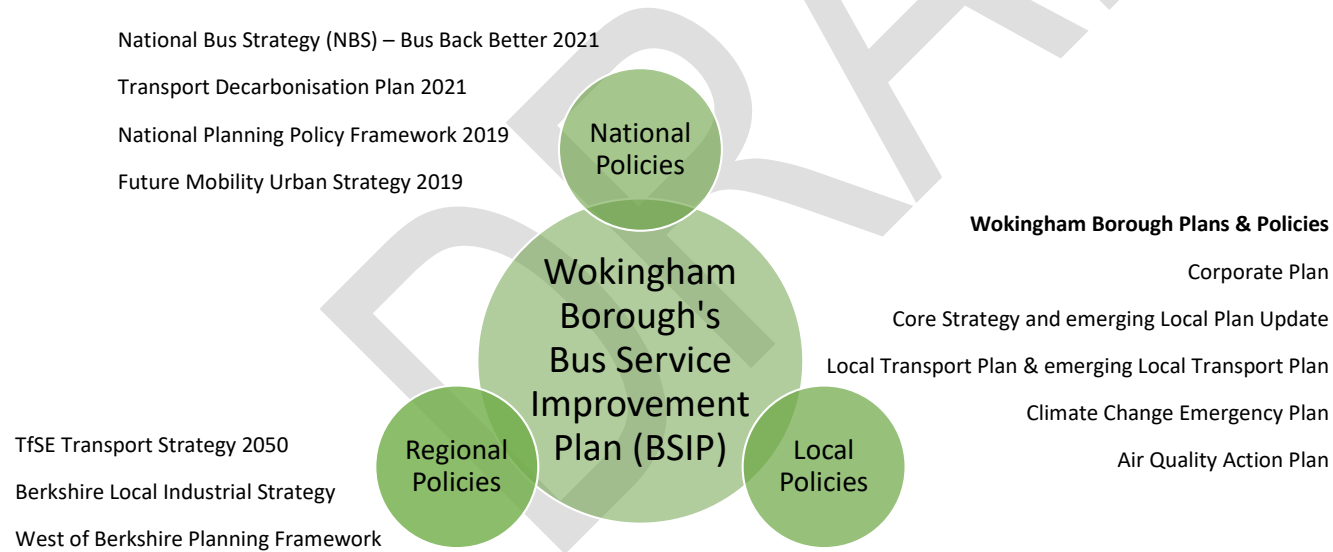 National Bus Strategy (NBS) – Bus Back Better 2021
Transport Decarbonisation Plan 2021
National Planning Policy Framework 2019
Future Mobility Urban Strategy 2019
National
Policies
Wokingham
Borough's
Bus Service
Improvement
Plan (BSIP)
Wokingham Borough Plans & Policies
Corporate Plan
Core Strategy and emerging Local Plan Update
Local Transport Plan & emerging Local Transport Plan
Climate Change Emergency Plan
Air Quality Action Plan
Regional
Policies
TfSE Transport Strategy 2050
Berkshire Local Industrial Strategy
West of Berkshire Planning Framework
Local
Policies